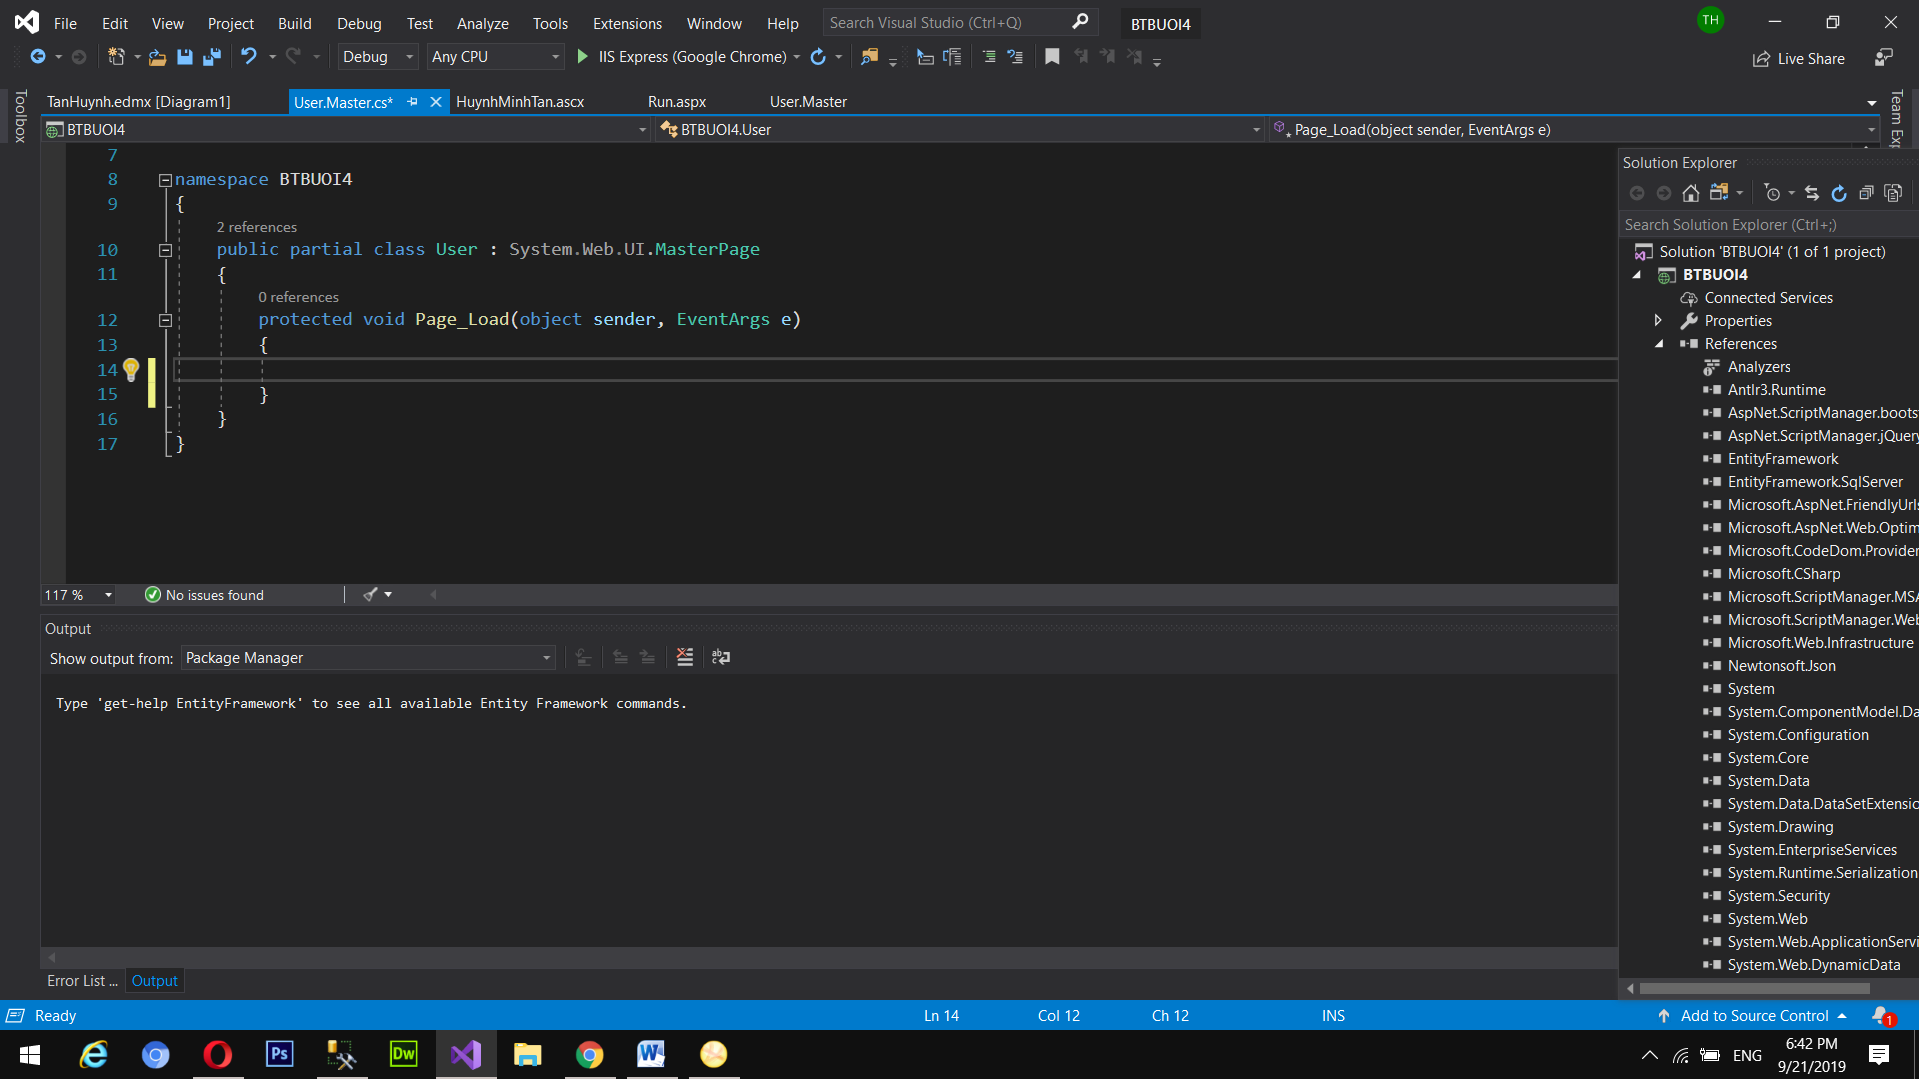 File Edit View Project Build Debug Test Analyze Tools Extensions Window Help Search Visual Studio (Ctrl+Q) BTBUOI4 TH
Debug Any CPU IIS Express (Google Chrome) Live Share
Toolbox
TanHuynh.edmx [Diagram1] User.Master.cs* HuynhMinhTan.ascx Run.aspx User.Master
Team Exp
BTBUOI4 BTBUOI4.User Page_Load(object sender, EventArgs e)
7
8 namespace BTBUOI4
9 {
2 references
10 public partial class User : System.Web.UI.MasterPage
11 {
0 references
12 protected void Page_Load(object sender, EventArgs e)
13 {
14
15 }
16 }
17 }
117 % No issues found
Output
Show output from: Package Manager
Type 'get-help EntityFramework' to see all available Entity Framework commands.
Error List ... Output
Solution Explorer
Search Solution Explorer (Ctrl+;)
Solution 'BTBUOI4' (1 of 1 project)
BTBUOI4
Connected Services
Properties
References
Analyzers
Antlr3.Runtime
AspNet.ScriptManager.boots
AspNet.ScriptManager.jQuery
EntityFramework
EntityFramework.SqlServer
Microsoft.AspNet.FriendlyUrls
Microsoft.AspNet.Web.Optim
Microsoft.CodeDom.Provider
Microsoft.CSharp
Microsoft.ScriptManager.MSA
Microsoft.ScriptManager.Web
Microsoft.Web.Infrastructure
Newtonsoft.Json
System
System.ComponentModel.Da
System.Configuration
System.Core
System.Data
System.Data.DataSetExtensio
System.Drawing
System.EnterpriseServices
System.Runtime.Serialization
System.Security
System.Web
System.Web.ApplicationServi
System.Web.DynamicData
Ready Ln 14 Col 12 Ch 12 INS Add to Source Control 1
Ps Dw ENG 6:42 PM
9/21/2019